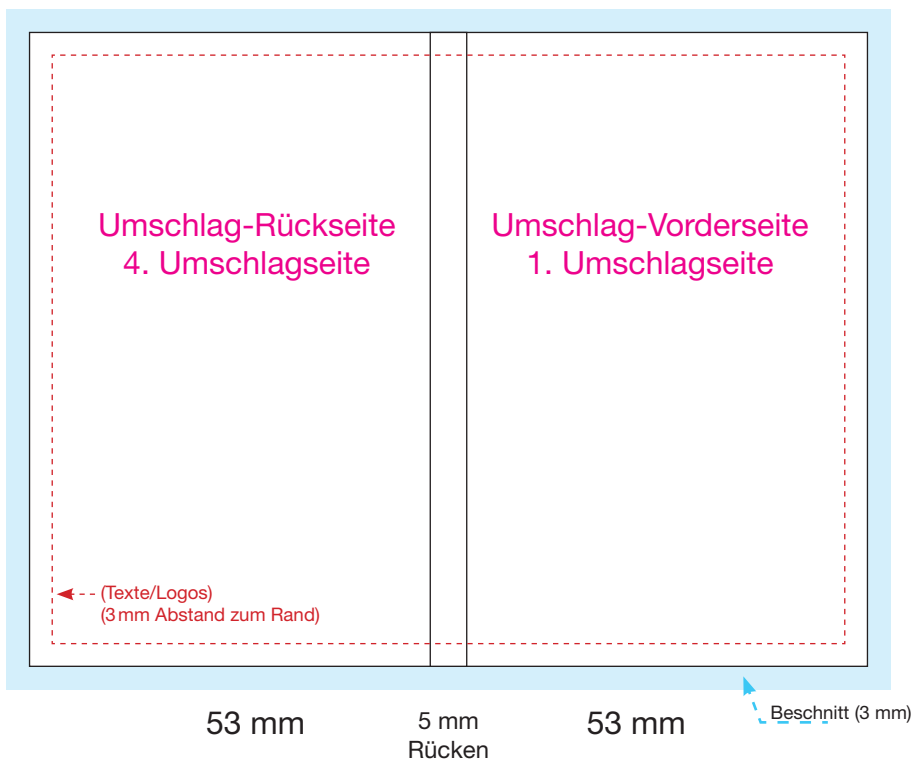 Umschlag-Rückseite
4. Umschlagseite
Umschlag-Vorderseite
1. Umschlagseite
(Texte/Logos)
(3 mm Abstand zum Rand)
53 mm
5 mm
Rücken
53 mm
Beschnitt (3 mm)